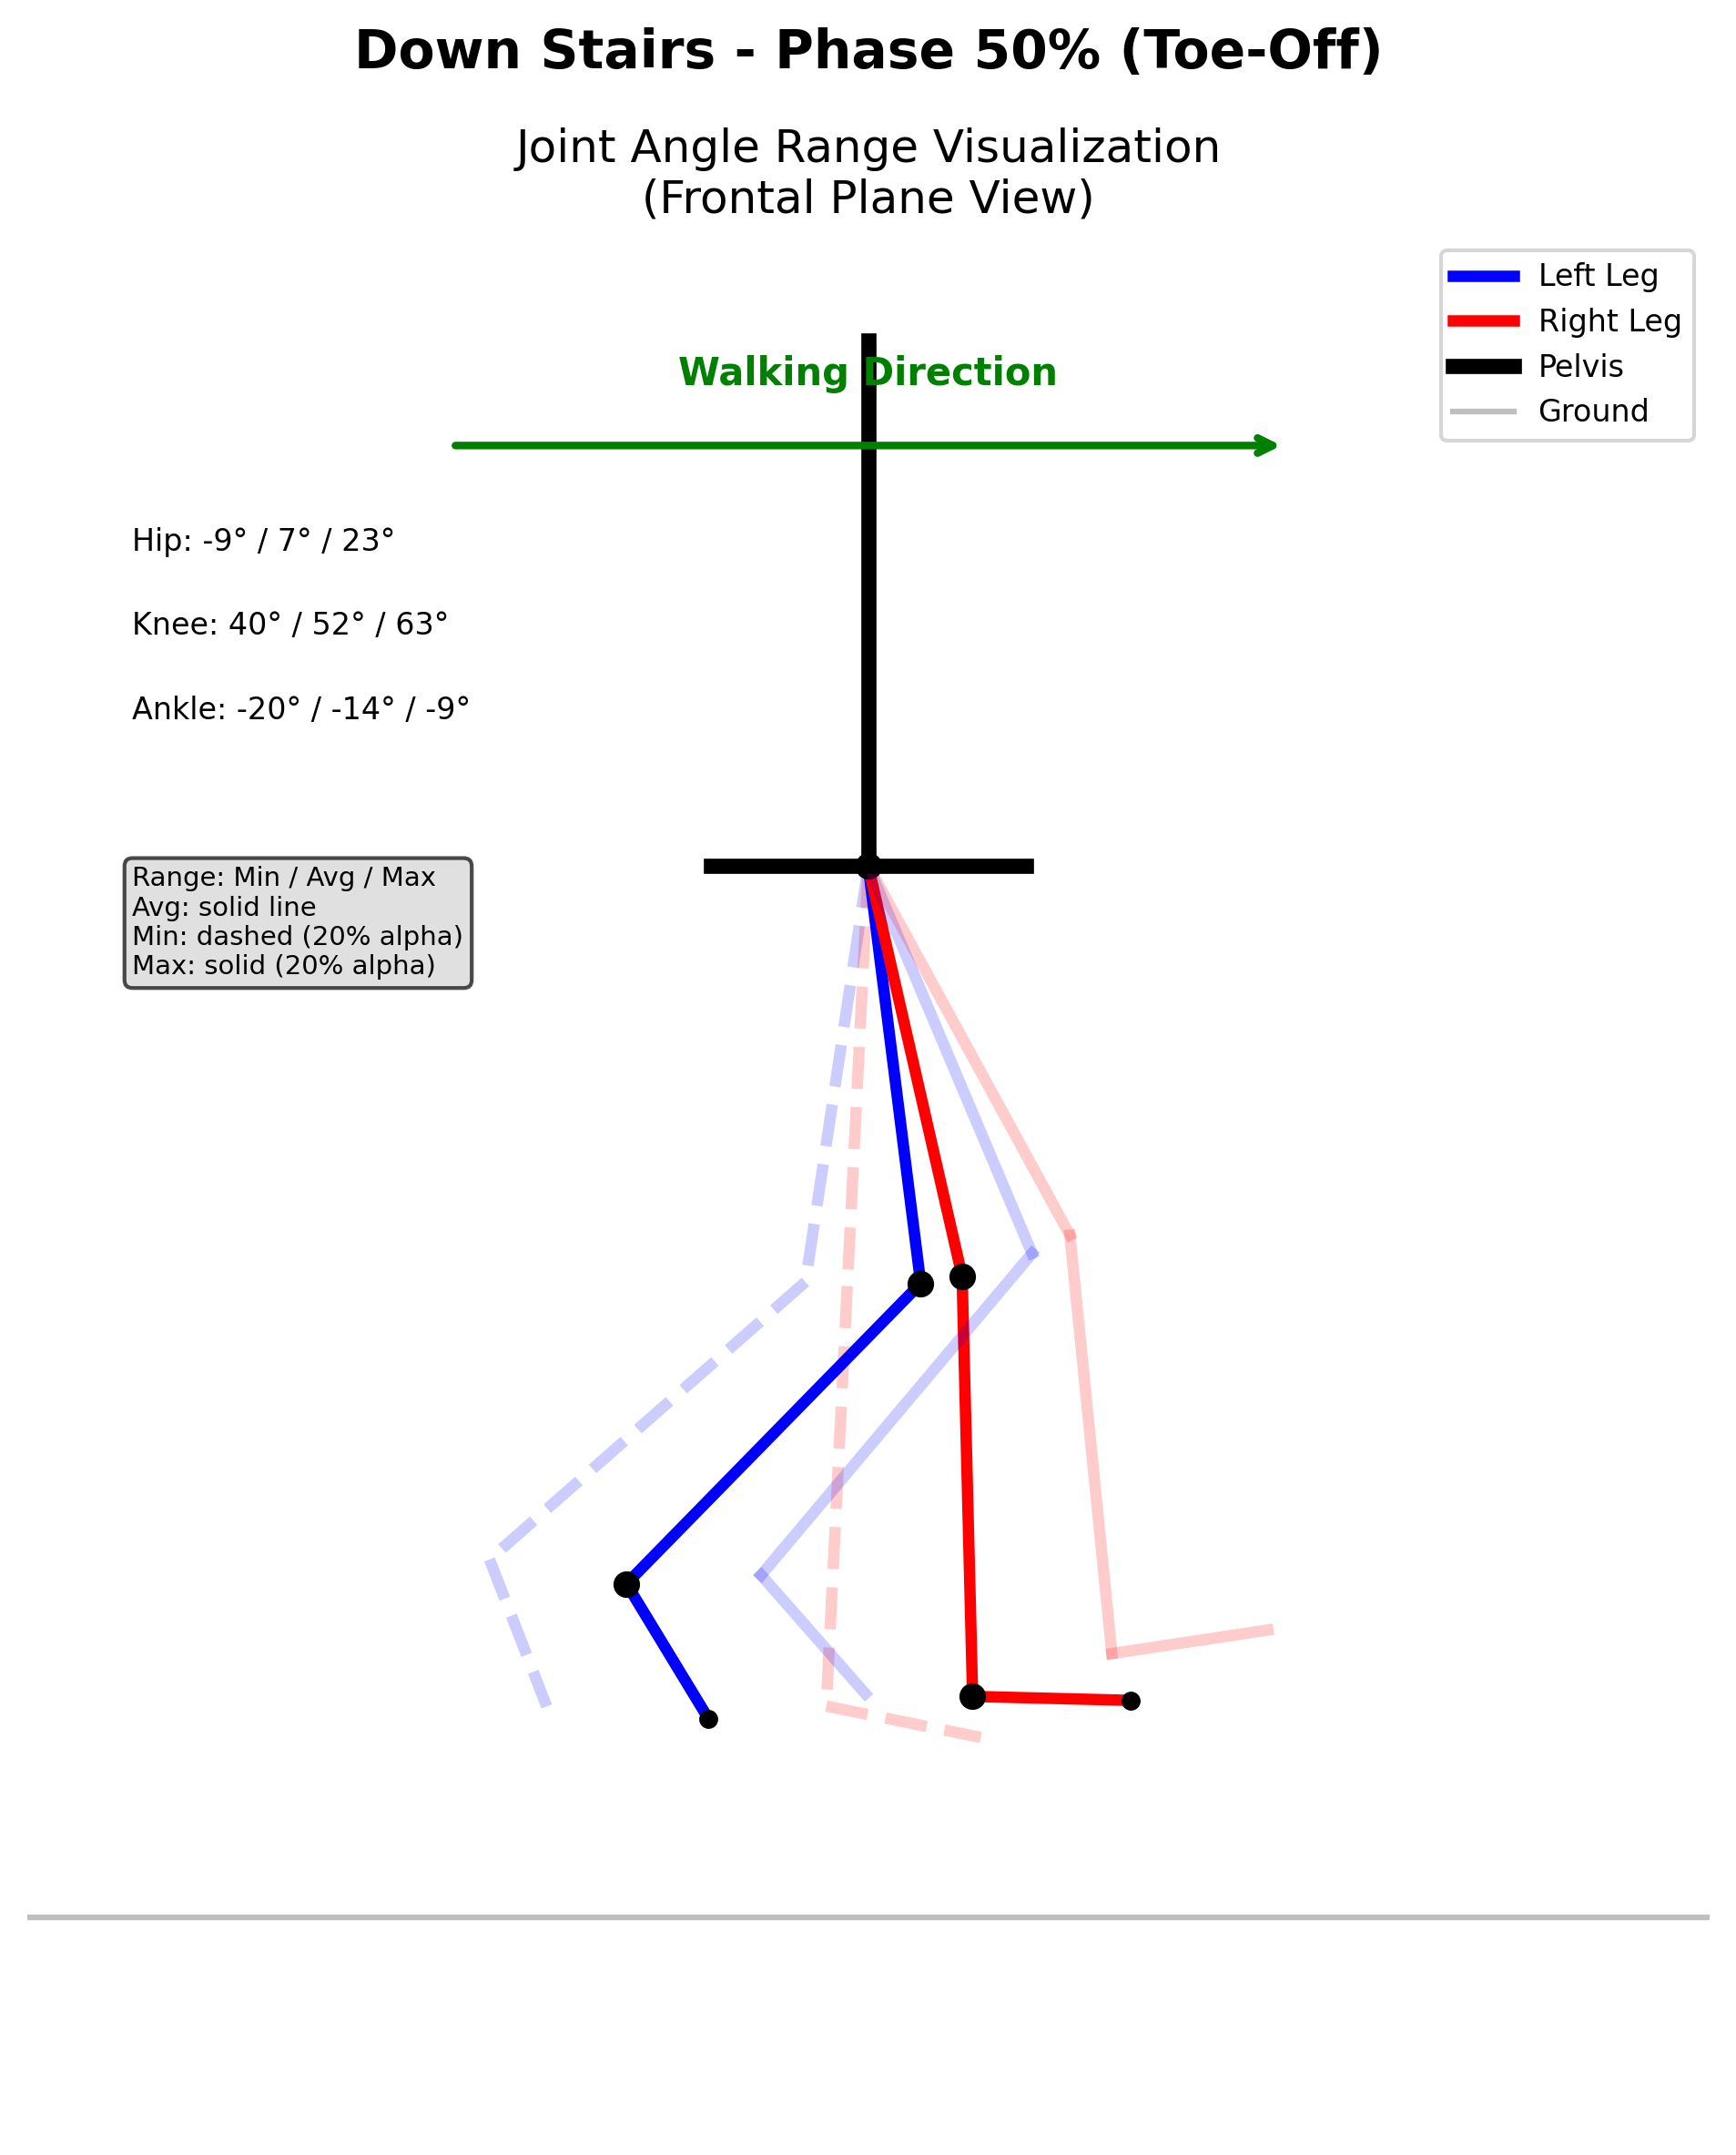 Down Stairs - Phase 50% (Toe-Off)
Joint Angle Range Visualization
(Frontal Plane View)
Left Leg
Right Leg
Pelvis
Ground
Walking Direction
Hip: -9° / 7° / 23°
Knee: 40° / 52° / 63°
Ankle: -20° / -14° / -9°
Range: Min / Avg / Max
Avg: solid line
Min: dashed (20% alpha)
Max: solid (20% alpha)